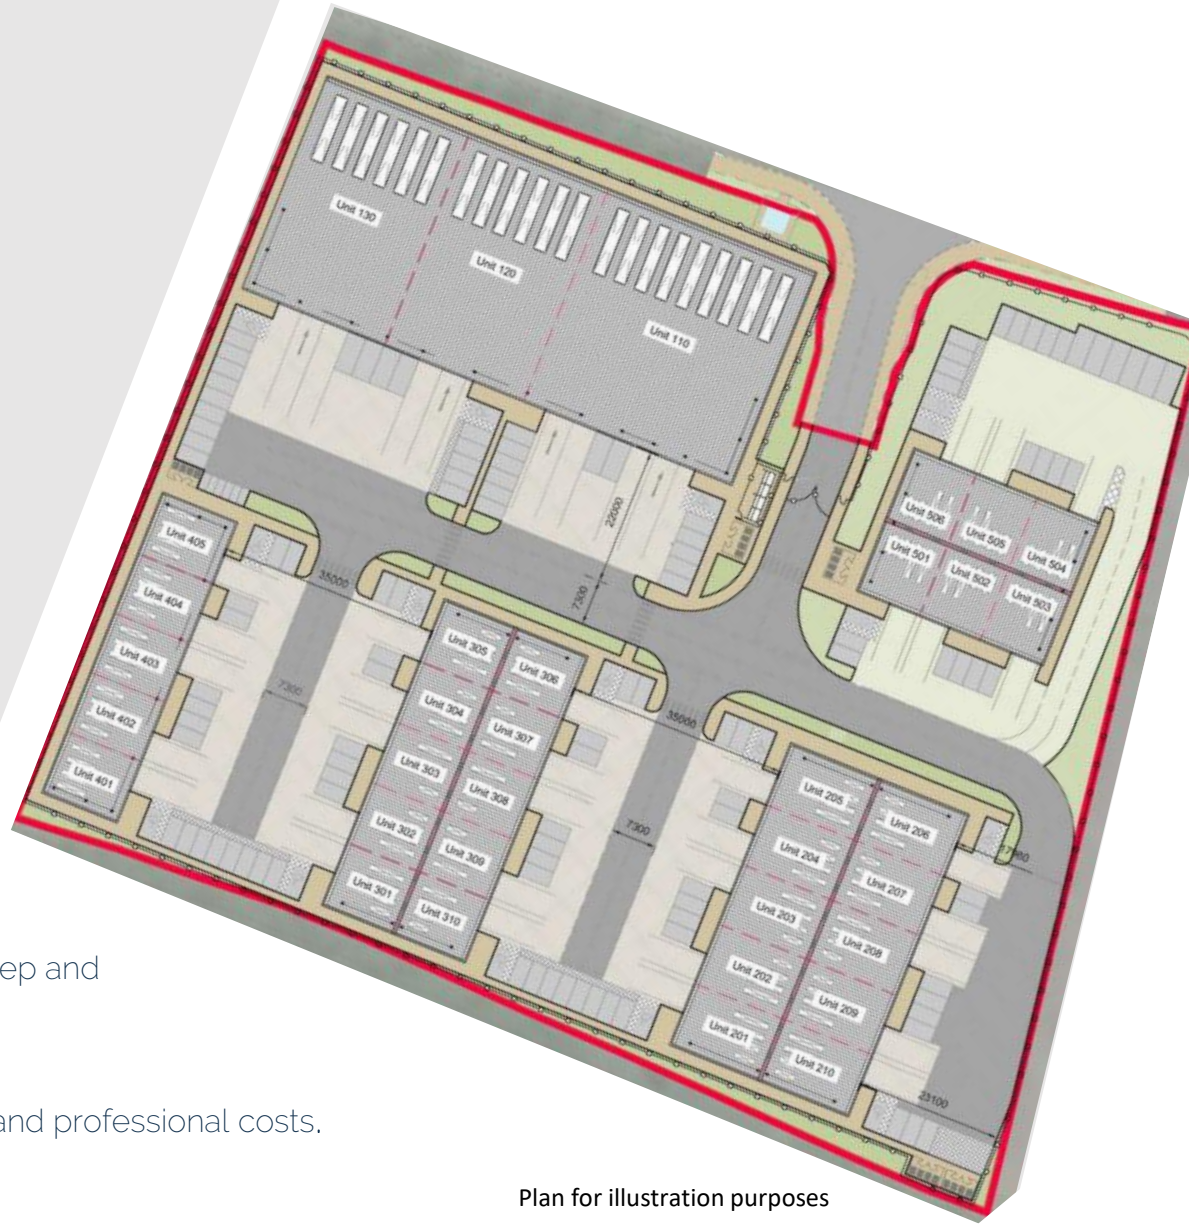 Unit 130
Unit 120
Unit 110
22000
7300
Unit 506
Unit 505
Unit 504
Unit 501
Unit 502
Unit 503
Unit 405
Unit 404
Unit 403
Unit 402
Unit 401
35000
7300
Unit 305
Unit 306
Unit 304
Unit 307
Unit 303
Unit 308
Unit 302
Unit 309
Unit 301
Unit 310
35000
7300
Unit 205
Unit 206
Unit 204
Unit 207
Unit 203
Unit 208
Unit 202
Unit 209
Unit 201
Unit 210
23100
ep and
and professional costs.
Plan for illustration purposes